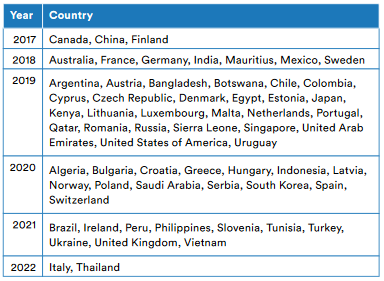 Year Country
2017 Canada, China, Finland
2018 Australia, France, Germany, India, Mauritius, Mexico, Sweden
2019 Argentina, Austria, Bangladesh, Botswana, Chile, Colombia,
Cyprus, Czech Republic, Denmark, Egypt, Estonia, Japan,
Kenya, Lithuania, Luxembourg, Malta, Netherlands, Portugal,
Qatar, Romania, Russia, Sierra Leone, Singapore, United Arab
Emirates, United States of America, Uruguay
2020 Algeria, Bulgaria, Croatia, Greece, Hungary, Indonesia, Latvia,
Norway, Poland, Saudi Arabia, Serbia, South Korea, Spain,
Switzerland
2021 Brazil, Ireland, Peru, Philippines, Slovenia, Tunisia, Turkey,
Ukraine, United Kingdom, Vietnam
2022 Italy, Thailand